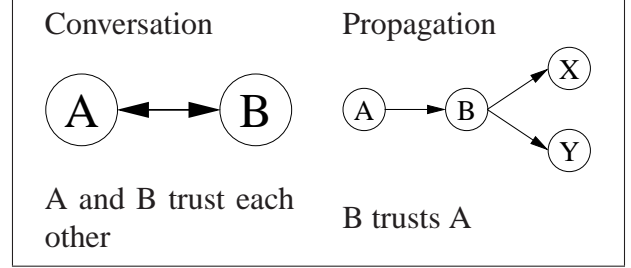 Conversation
A B
A and B trust each
other
Propagation
A B X
Y
B trusts A